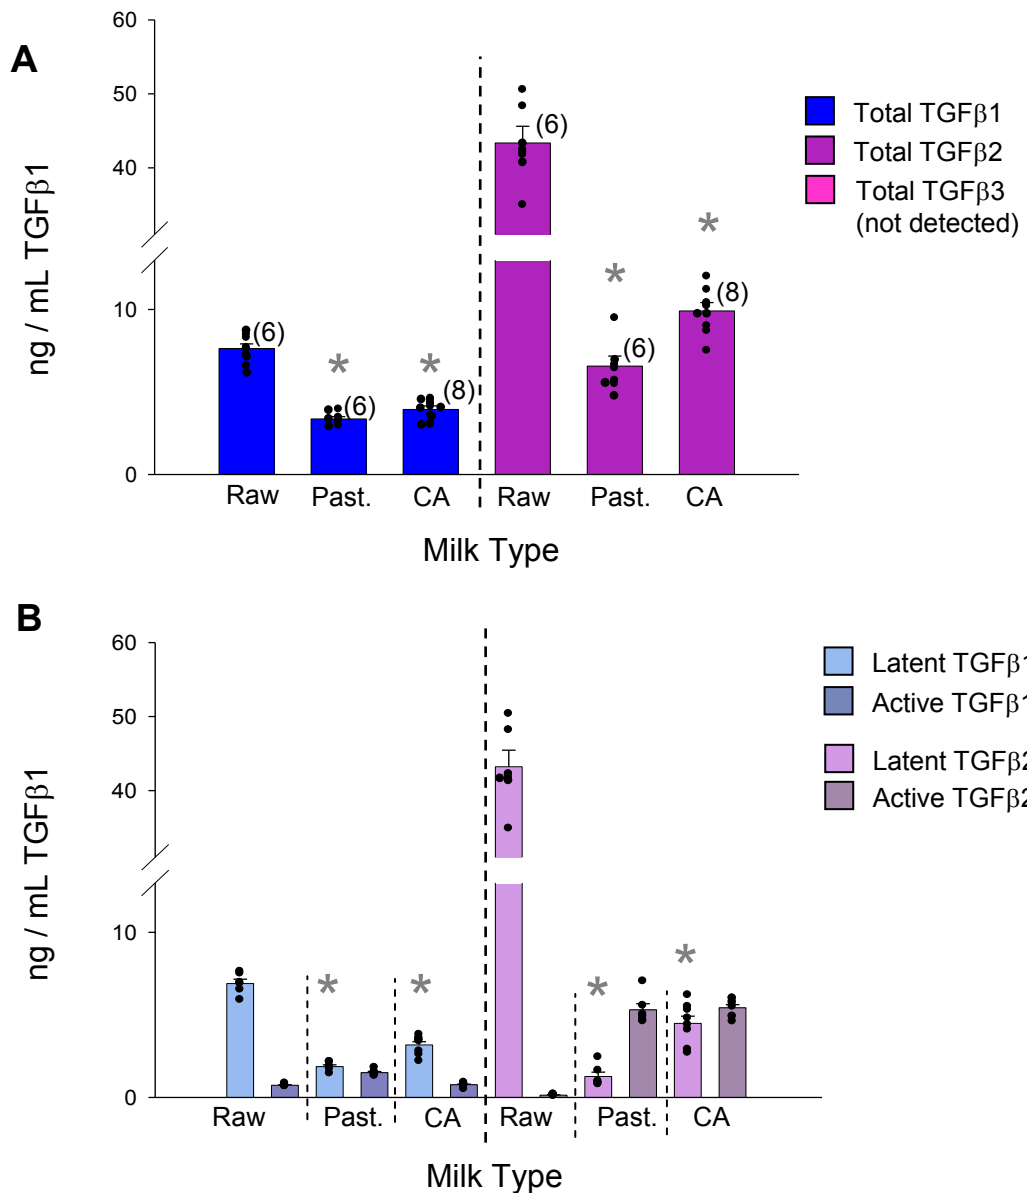 A
60
50
40
10
0
ng / mL TGFβ1
(6)
(6)
(8)
(6)
(6)
(8)
*
*
*
*
Raw
Past.
CA
Raw
Past.
CA
Milk Type
Total TGFβ1
Total TGFβ2
Total TGFβ3
(not detected)
B
60
50
40
10
0
ng / mL TGFβ1
*
*
*
*
Raw
Past.
CA
Raw
Past.
CA
Milk Type
Latent TGFβ1
Active TGFβ1
Latent TGFβ2
Active TGFβ2